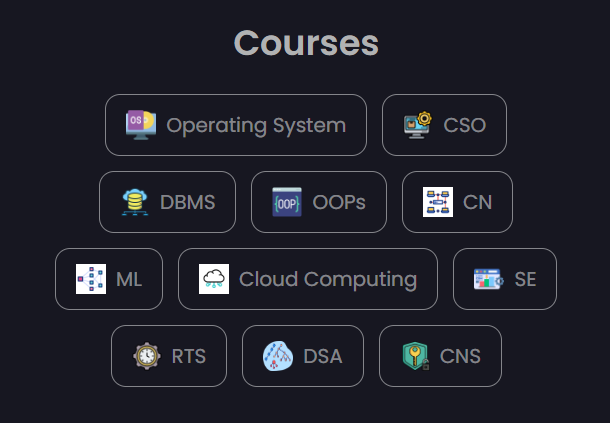 Courses
OS Operating System CSO
DBMS {OOP} OOPs CN
ML Cloud Computing SE
RTS DSA CNS